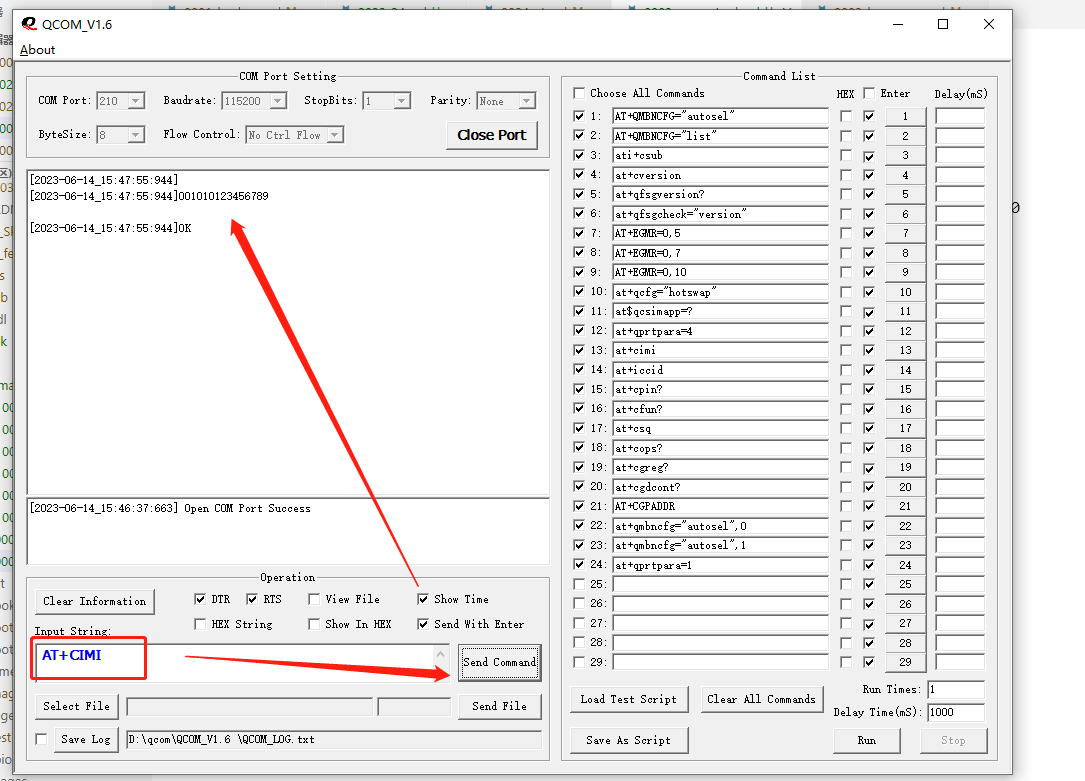 QCOM_V1.6
About
COM Port Setting
COM Port: 210 Baudrate: 115200 StopBits: 1 Parity: None
ByteSize: 8 Flow Control: No Ctrl Flow Close Port
[2023-06-14_15:47:55:944]
[2023-06-14_15:47:55:944]001010123456789
[2023-06-14_15:47:55:944]OK
[2023-06-14_15:46:37:663] Open COM Port Success
Operation
Clear Information DTR RTS View File Show Time
HEX String Show In HEX Send With Enter
Input String:
AT+CIMI
Send Command
Select File Send File
Save Log D:\qcom\QCOM_V1.6 \QCOM_LOG.txt
Command List
Choose All Commands HEX Enter Delay(mS)
1: AT+QMBNCFG="autosel" 1
2: AT+QMBNCFG="list" 2
3: ati+csub 3
4: at+cversion 4
5: at+qfsgversion? 5
6: at+qfsgcheck="version" 6
7: AT+EGMR=0,5 7
8: AT+EGMR=0,7 8
9: AT+EGMR=0,10 9
10: at+qcfg="hotswap" 10
11: at$qcsimapp=? 11
12: at+qprtpara=4 12
13: at+cimi 13
14: at+iccid 14
15: at+cpin? 15
16: at+cfun? 16
17: at+csq 17
18: at+cops? 18
19: at+cgreg? 19
20: at+cgdcont? 20
21: AT+CGPADDR 21
22: at+qmbncfg="autosel",0 22
23: at+qmbncfg="autosel",1 23
24: at+qprtpara=1 24
25: 25
26: 26
27: 27
28: 28
29: 29
Load Test Script Clear All Commands Run Times: 1
Delay Time(mS): 1000
Save As Script Run Stop